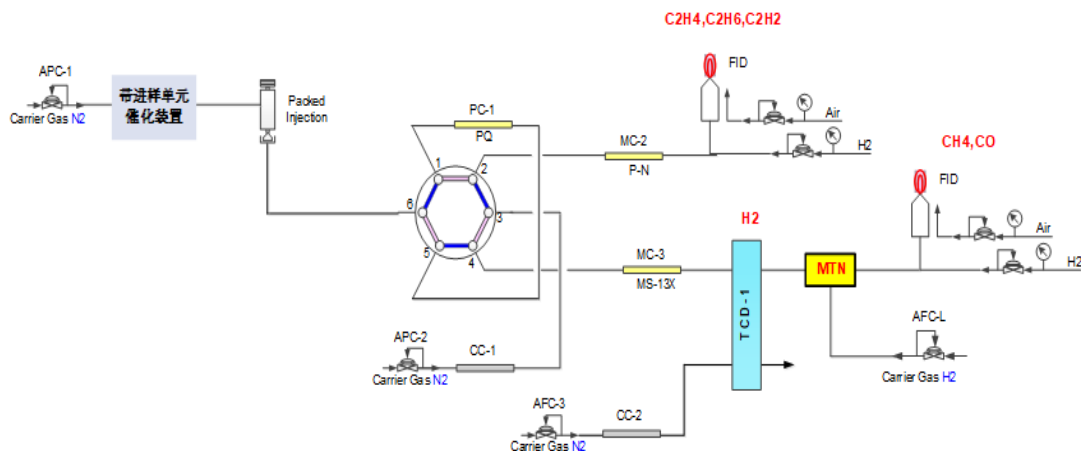 C2H4,C2H6,C2H2
FID
APC-1
Carrier Gas N2
带进样单元
催化装置
Packed
Injection
PC-1
PQ
MC-2
P-N
Air
H2
CH4,CO
FID
1
2
3
4
5
6
H2
MC-3
MS-13X
TCD-1
MTN
Air
H2
AFC-L
Carrier Gas H2
APC-2
Carrier Gas N2
CC-1
AFC-3
Carrier Gas N2
CC-2